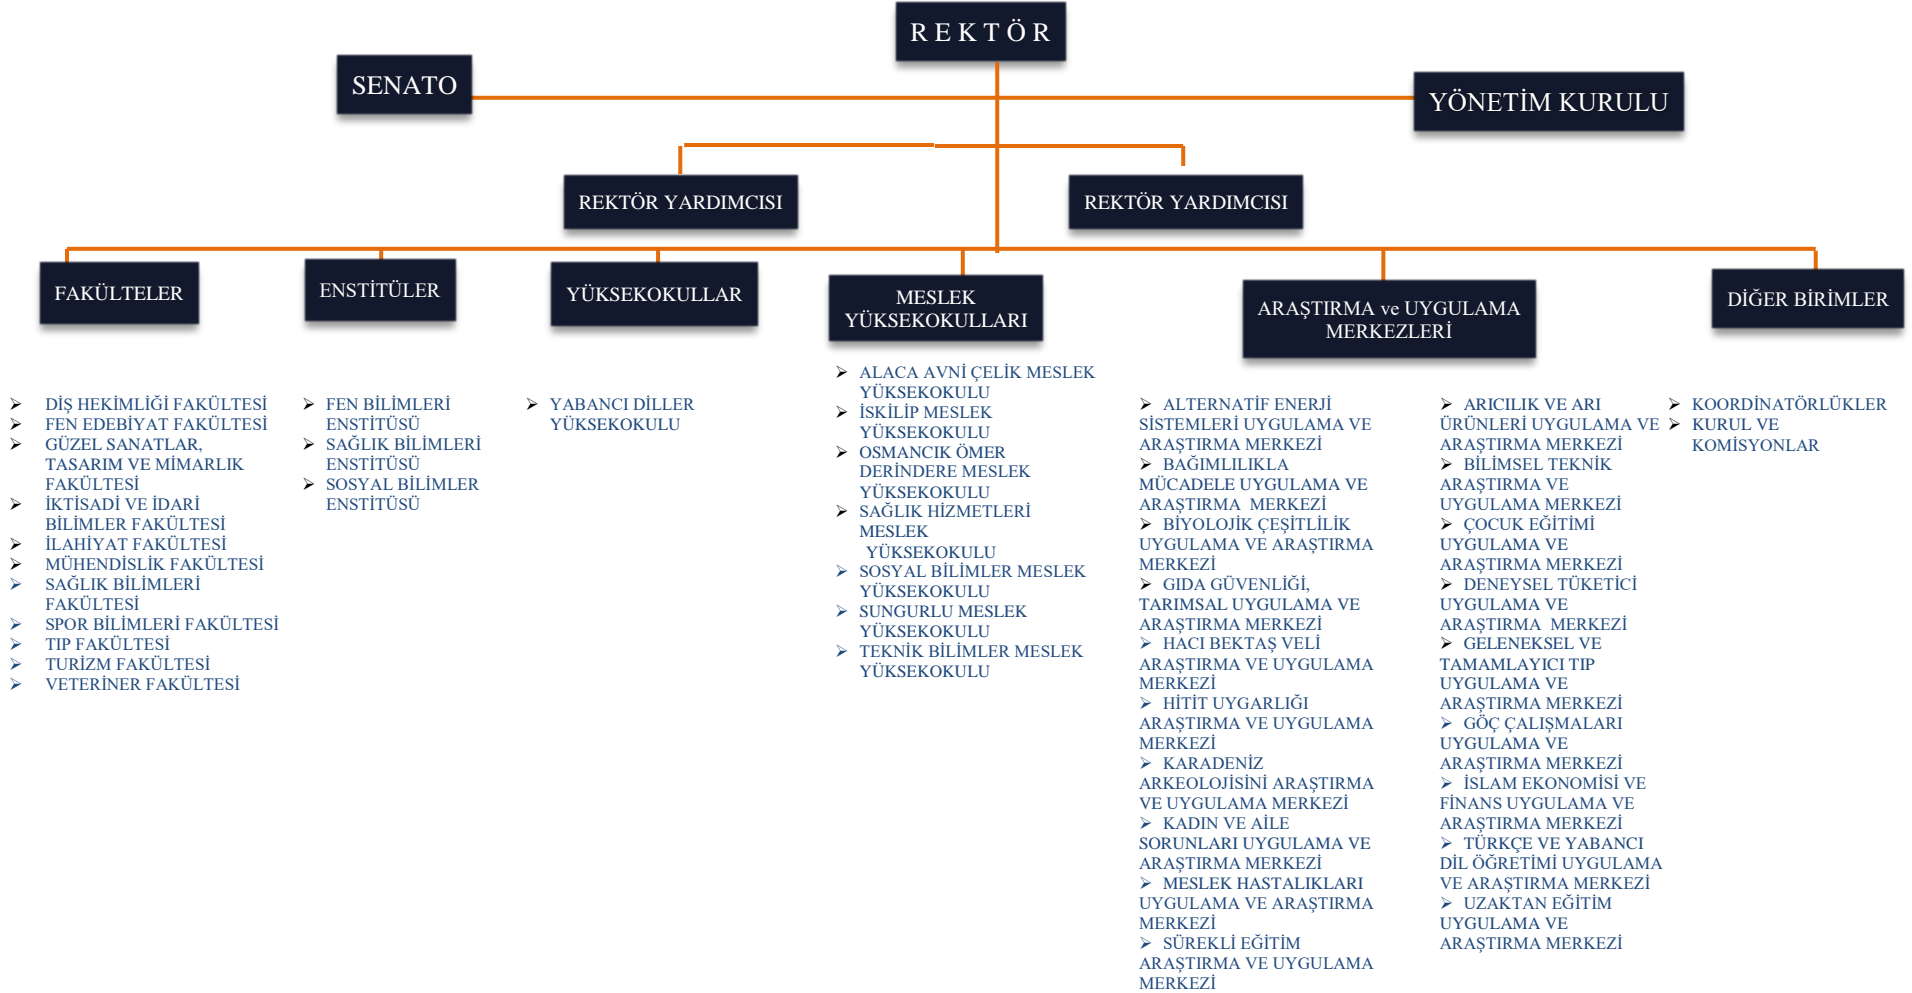 R E K T Ö R
SENATO
YÖNETİM KURULU
REKTÖR YARDIMCISI
REKTÖR YARDIMCISI
FAKÜLTELER
ENSTİTÜLER
YÜKSEKOKULLAR
MESLEK
YÜKSEKOKULLARI
ARAŞTIRMA ve UYGULAMA
MERKEZLERİ
DİĞER BİRİMLER
➢ DİŞ HEKİMLİĞİ FAKÜLTESİ
➢ FEN EDEBİYAT FAKÜLTESİ
➢ GÜZEL SANATLAR,
TASARIM VE MİMARLIK
FAKÜLTESİ
➢ İKTİSADİ VE İDARİ
BİLİMLER FAKÜLTESİ
➢ İLAHİYAT FAKÜLTESİ
➢ MÜHENDİSLİK FAKÜLTESİ
➢ SAĞLIK BİLİMLERİ
FAKÜLTESİ
➢ SPOR BİLİMLERİ FAKÜLTESİ
➢ TIP FAKÜLTESİ
➢ TURİZM FAKÜLTESİ
➢ VETERİNER FAKÜLTESİ
➢ FEN BİLİMLERİ
ENSTİTÜSÜ
➢ SAĞLIK BİLİMLERİ
ENSTİTÜSÜ
➢ SOSYAL BİLİMLER
ENSTİTÜSÜ
➢ YABANCI DİLLER
YÜKSEKOKULU
➢ ALACA AVNİ ÇELİK MESLEK
YÜKSEKOKULU
➢ İSKİLİP MESLEK
YÜKSEKOKULU
➢ OSMANCIK ÖMER
DERİNDERE MESLEK
YÜKSEKOKULU
➢ SAĞLIK HİZMETLERİ
MESLEK
YÜKSEKOKULU
➢ SOSYAL BİLİMLER MESLEK
YÜKSEKOKULU
➢ SUNGURLU MESLEK
YÜKSEKOKULU
➢ TEKNİK BİLİMLER MESLEK
YÜKSEKOKULU
➢ ALTERNATİF ENERJİ
SİSTEMLERİ UYGULAMA VE
ARAŞTIRMA MERKEZİ
➢ BAĞIMLILIKLA
MÜCADELE UYGULAMA VE
ARAŞTIRMA MERKEZİ
➢ BİYOLOJİK ÇEŞİTLİLİK
UYGULAMA VE ARAŞTIRMA
MERKEZİ
➢ GIDA GÜVENLİĞİ,
TARIMSAL UYGULAMA VE
ARAŞTIRMA MERKEZİ
➢ HACI BEKTAŞ VELİ
ARAŞTIRMA VE UYGULAMA
MERKEZİ
➢ HİTİT UYGARLIĞI
ARAŞTIRMA VE UYGULAMA
MERKEZİ
➢ KARADENİZ
ARKEOLOJİSİNİ ARAŞTIRMA
VE UYGULAMA MERKEZİ
➢ KADIN VE AİLE
SORUNLARI UYGULAMA VE
ARAŞTIRMA MERKEZİ
➢ MESLEK HASTALIKLARI
UYGULAMA VE ARAŞTIRMA
MERKEZİ
➢ SÜREKLİ EĞİTİM
ARAŞTIRMA VE UYGULAMA
MERKEZİ
➢ ARICILIK VE ARI
ÜRÜNLERİ UYGULAMA VE
ARAŞTIRMA MERKEZİ
➢ BİLİMSEL TEKNİK
ARAŞTIRMA VE
UYGULAMA MERKEZİ
➢ ÇOCUK EĞİTİMİ
UYGULAMA VE
ARAŞTIRMA MERKEZİ
➢ DENEYSEL TÜKETİCİ
UYGULAMA VE
ARAŞTIRMA MERKEZİ
➢ GELENEKSEL VE
TAMAMLAYICI TIP
UYGULAMA VE
ARAŞTIRMA MERKEZİ
➢ GÖÇ ÇALIŞMALARI
UYGULAMA VE
ARAŞTIRMA MERKEZİ
➢ İSLAM EKONOMİSİ VE
FİNANS UYGULAMA VE
ARAŞTIRMA MERKEZİ
➢ TÜRKÇE VE YABANCI
DİL ÖĞRETİMİ UYGULAMA
VE ARAŞTIRMA MERKEZİ
➢ UZAKTAN EĞİTİM
UYGULAMA VE
ARAŞTIRMA MERKEZİ
➢ KOORDİNATÖRLÜKLER
➢ KURUL VE
KOMİSYONLAR